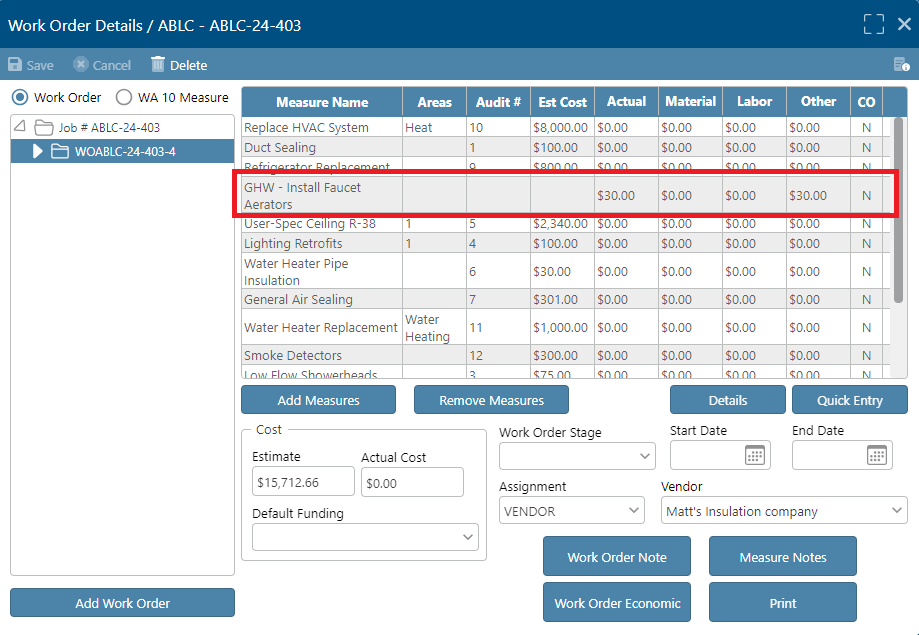 Work Order Details / ABLC - ABLC-24-403
Save Cancel Delete
Work Order WA 10 Measure
Job # ABLC-24-403
WOABLC-24-403-4
Measure Name Areas Audit # Est Cost Actual Material Labor Other CO
Replace HVAC System Heat 10 $8,000.00 $0.00 $0.00 $0.00 $0.00 N
Duct Sealing 1 $100.00 $0.00 $0.00 $0.00 $0.00 N
Refrigerator Replacement 9 $800.00 $0.00 $0.00 $0.00 $0.00 N
GHW - Install Faucet
Aerators $30.00 $0.00 $0.00 $30.00 N
User-Spec Ceiling R-38 1 5 $2,340.00 $0.00 $0.00 $0.00 $0.00 N
Lighting Retrofits 1 4 $100.00 $0.00 $0.00 $0.00 $0.00 N
Water Heater Pipe
Insulation 6 $30.00 $0.00 $0.00 $0.00 $0.00 N
General Air Sealing 7 $301.00 $0.00 $0.00 $0.00 $0.00 N
Water Heater Replacement Water
Heating 11 $1,000.00 $0.00 $0.00 $0.00 $0.00 N
Smoke Detectors 12 $300.00 $0.00 $0.00 $0.00 $0.00 N
Low Flow Showerheads 3 $75.00 $0.00 $0.00 $0.00 $0.00 N
Add Measures Remove Measures Details Quick Entry
Cost
Estimate Actual Cost
$15,712.66 $0.00
Default Funding
Work Order Stage Start Date End Date
Assignment Vendor
VENDOR Matt's Insulation company
Work Order Note Measure Notes
Add Work Order Work Order Economic Print